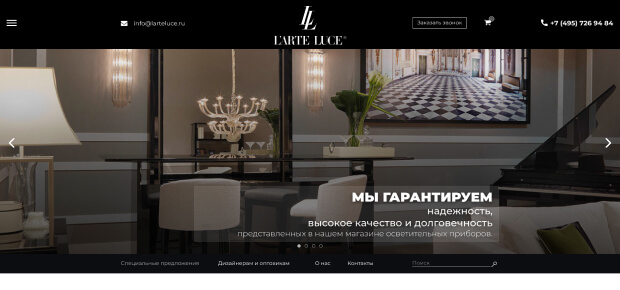 info@larteluce.ru
LL
L'ARTE LUCE®
Заказать звонок
0
+7 (495) 726 94 84
МЫ ГАРАНТИРУЕМ
надежность,
высокое качество и долговечность
представленных в нашем магазине осветительных приборов.
Специальные предложения Дизайнерам и оптовикам О нас Контакты Поиск